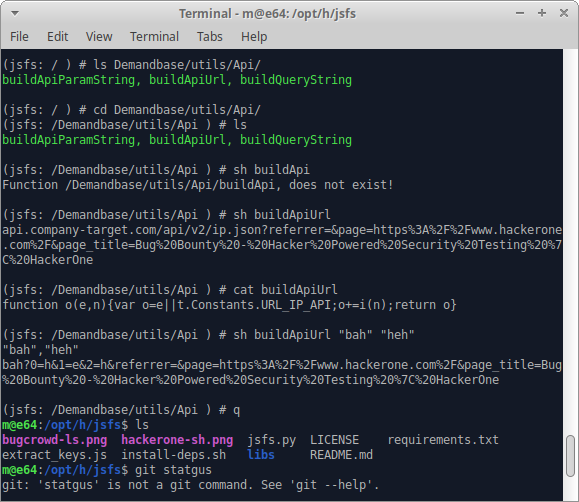 Terminal - m@e64: /opt/h/jsfs
File Edit View Terminal Tabs Help
(jsfs: / ) # ls Demandbase/utils/Api/
buildApiParamString, buildApiUrl, buildQueryString
(jsfs: / ) # cd Demandbase/utils/Api/
(jsfs: /Demandbase/utils/Api ) # ls
buildApiParamString, buildApiUrl, buildQueryString
(jsfs: /Demandbase/utils/Api ) # sh buildApi
Function /Demandbase/utils/Api/buildApi, does not exist!
(jsfs: /Demandbase/utils/Api ) # sh buildApiUrl
api.company-target.com/api/v2/ip.json?referrer=&page=https%3A%2F%2Fwww.hackerone
.com%2F&page_title=Bug%20Bounty%20-%20Hacker%20Powered%20Security%20Testing%20%7
C%20HackerOne
(jsfs: /Demandbase/utils/Api ) # cat buildApiUrl
function o(e,n){var o=e||t.Constants.URL_IP_API;o+=i(n);return o}
(jsfs: /Demandbase/utils/Api ) # sh buildApiUrl "bah" "heh"
"bah","heh"
bah?0=h&1=e&2=h&referrer=&page=https%3A%2F%2Fwww.hackerone.com%2F&page_title=Bug
%20Bounty%20-%20Hacker%20Powered%20Security%20Testing%20%7C%20HackerOne
(jsfs: /Demandbase/utils/Api ) # q
m@e64:/opt/h/jsfs$ ls
bugcrowd-ls.png hackerone-sh.png jsfs.py LICENSE requirements.txt
extract_keys.js install-deps.sh libs README.md
m@e64:/opt/h/jsfs$ git statgus
git: 'statgus' is not a git command. See 'git --help'.